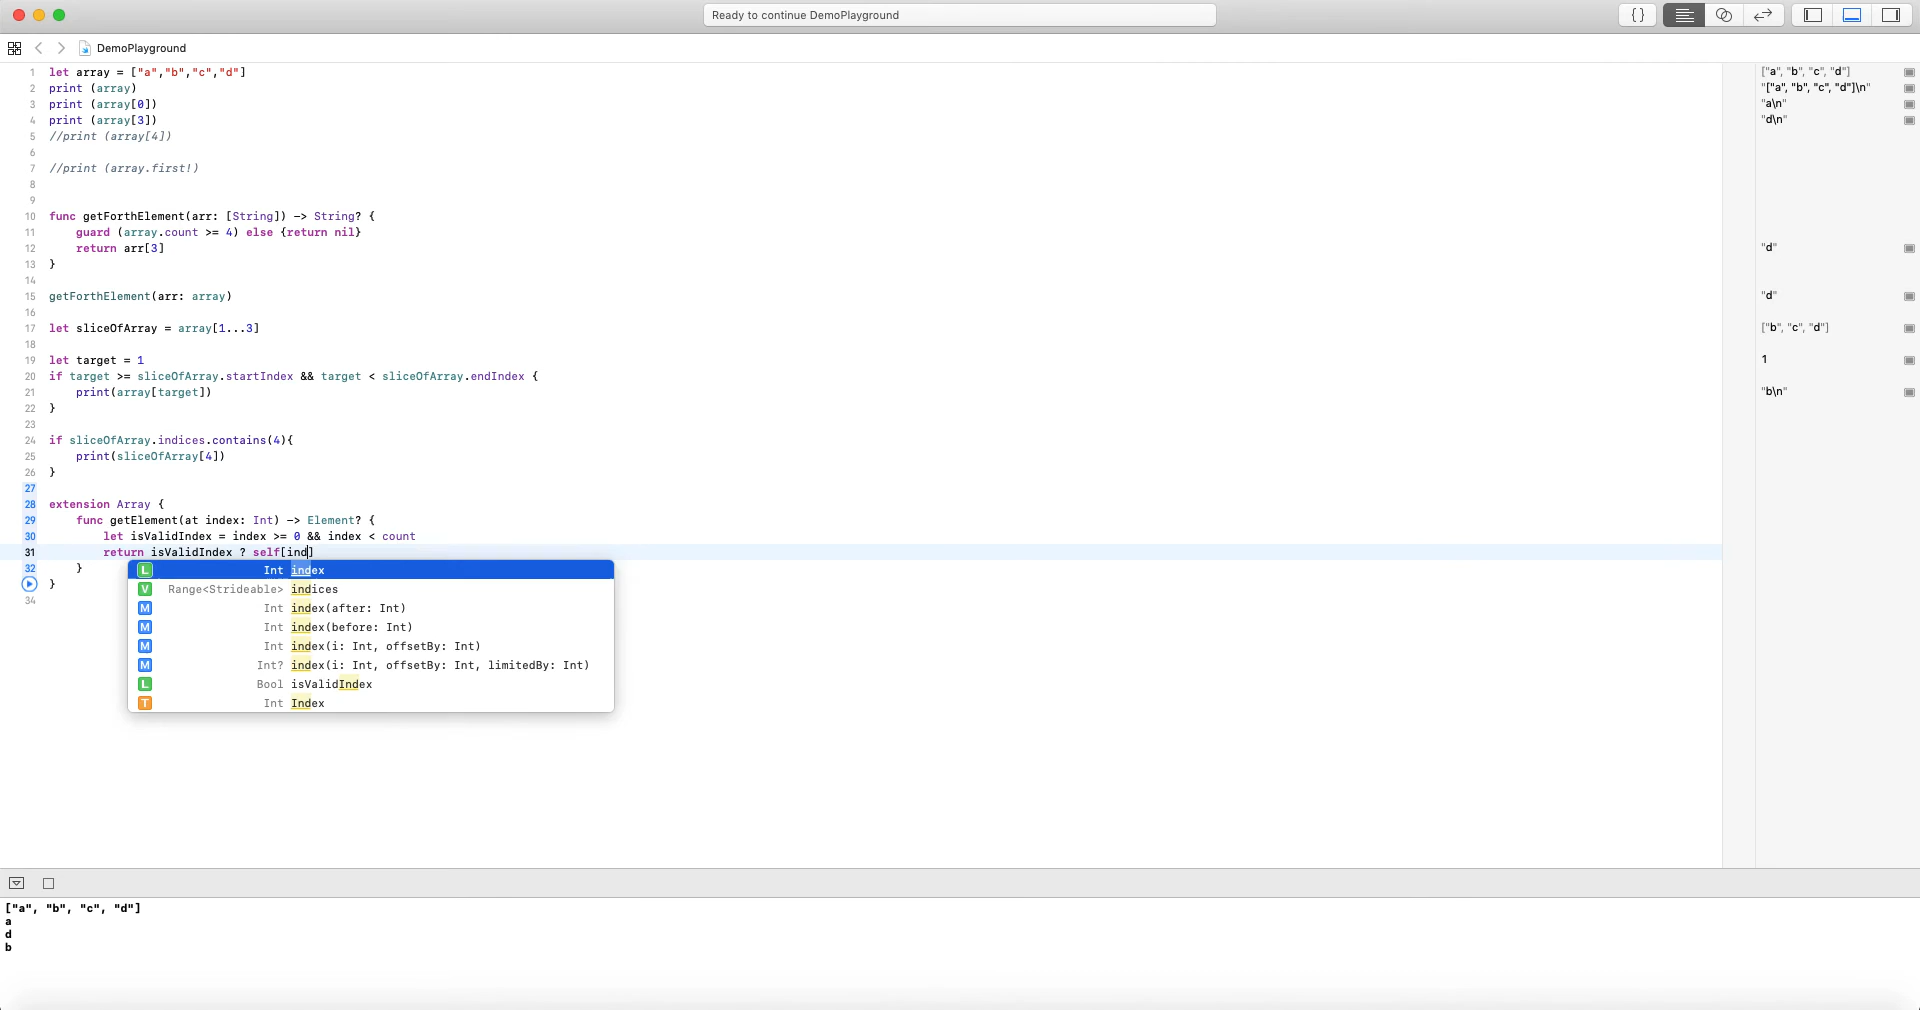 Ready to continue DemoPlayground
{ }
DemoPlayground
1 let array = ["a","b","c","d"]
2 print (array)
3 print (array[0])
4 print (array[3])
5 //print (array[4])
6
7 //print (array.first!)
8
9
10 func getForthElement(arr: [String]) -> String? {
11 guard (array.count >= 4) else {return nil}
12 return arr[3]
13 }
14
15 getForthElement(arr: array)
16
17 let sliceOfArray = array[1...3]
18
19 let target = 1
20 if target >= sliceOfArray.startIndex && target < sliceOfArray.endIndex {
21 print(array[target])
22 }
23
24 if sliceOfArray.indices.contains(4){
25 print(sliceOfArray[4])
26 }
27
28 extension Array {
29 func getElement(at index: Int) -> Element? {
30 let isValidIndex = index >= 0 && index < count
31 return isValidIndex ? self[ind]
32 }
}
34
L Int index
V Range<Strideable> indices
M Int index(after: Int)
M Int index(before: Int)
M Int index(i: Int, offsetBy: Int)
M Int? index(i: Int, offsetBy: Int, limitedBy: Int)
L Bool isValidIndex
T Int Index
["a", "b", "c", "d"]
"["a", "b", "c", "d"]\n"
"a\n"
"d\n"
"d"
"d"
["b", "c", "d"]
1
"b\n"
["a", "b", "c", "d"]
a
d
b